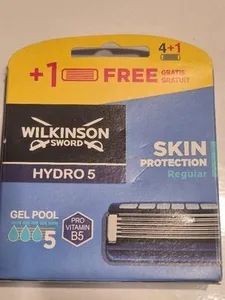 4+1
+1 FREE GRATIS
GRATUIT
WILKINSON
SWORD
HYDRO 5
SKIN
PROTECTION
Regular
GEL POOL
5
PRO
VITAMIN
B5